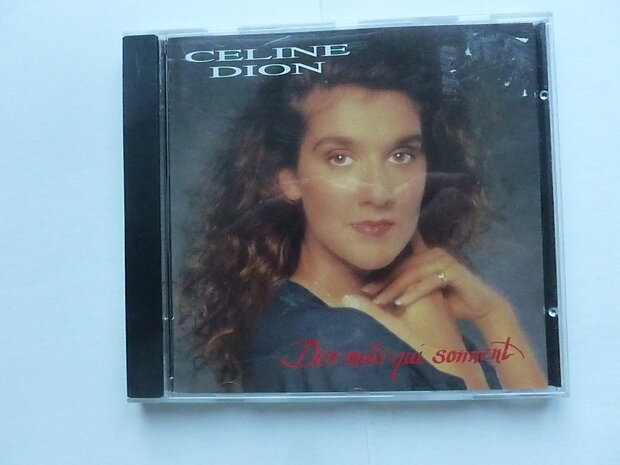 CELINE
DION
Des mots qui sonnent